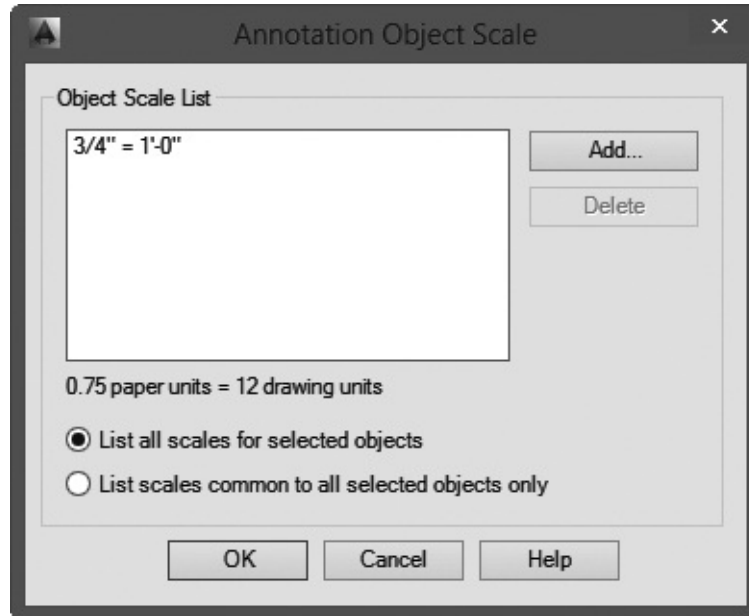 Annotation Object Scale
Object Scale List
3/4" = 1'-0"
Add...
Delete
0.75 paper units = 12 drawing units
List all scales for selected objects
List scales common to all selected objects only
OK Cancel Help